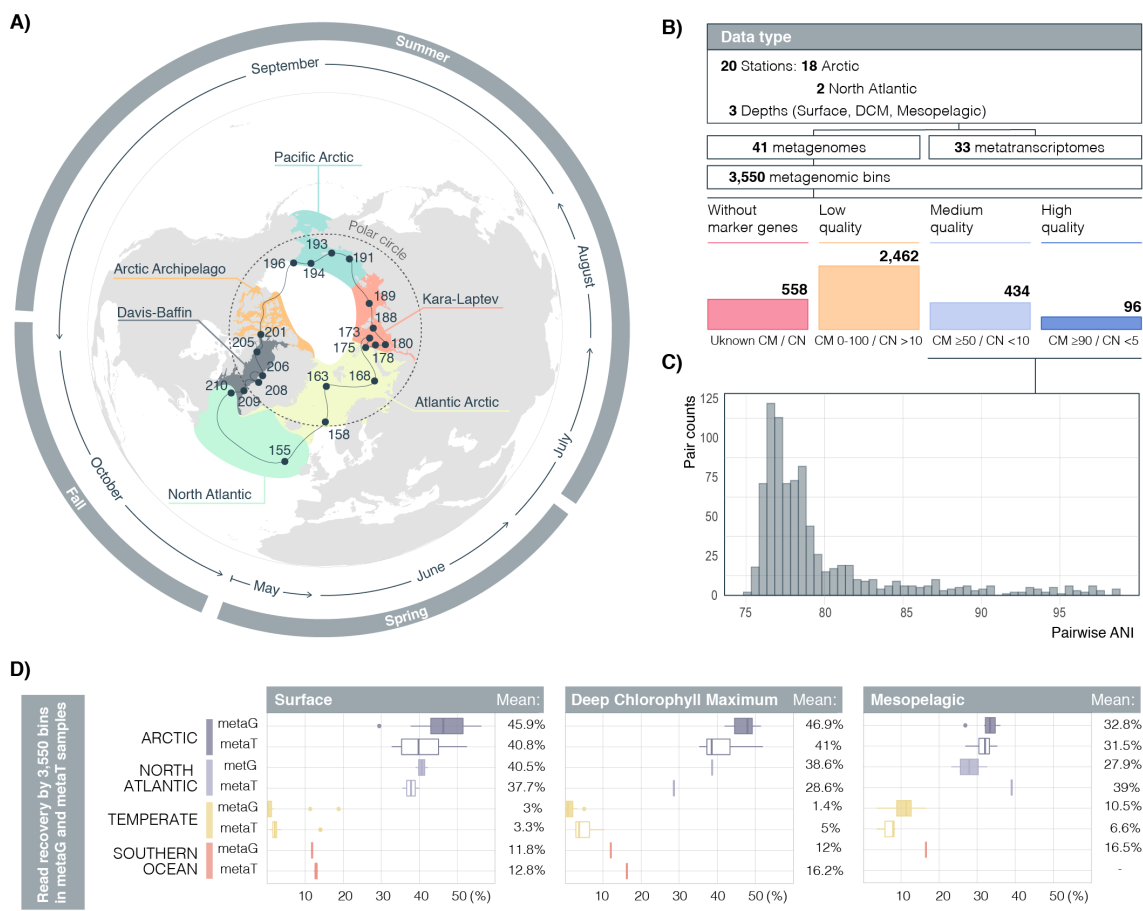 A)
Summer
September
August
July
June
May
October
Fall
Spring
Pacific Arctic
Polar circle
193
196
194
191
Arctic Archipelago
189
Kara-Laptev
188
Davis-Baffin
173
201
205
175
180
178
206
163
168
210
208
209
Atlantic Arctic
158
155
North Atlantic
B)
Data type
20 Stations: 18 Arctic
2 North Atlantic
3 Depths (Surface, DCM, Mesopelagic)
41 metagenomes
33 metatranscriptomes
3,550 metagenomic bins
Without
marker genes
Low
quality
Medium
quality
High
quality
558
2,462
434
96
Uknown CM / CN
CM 0-100 / CN >10
CM ≥50 / CN <10
CM ≥90 / CN <5
C)
Pair counts
125
100
75
50
25
0
75
80
85
90
95
Pairwise ANI
D)
Read recovery by 3,550 bins
in metaG and metaT samples
Surface
Mean:
Deep Chlorophyll Maximum
Mean:
Mesopelagic
Mean:
ARCTIC
metaG
45.9%
46.9%
32.8%
metaT
40.8%
41%
31.5%
NORTH
ATLANTIC
metG
40.5%
38.6%
27.9%
metaT
37.7%
28.6%
39%
TEMPERATE
metaG
3%
1.4%
10.5%
metaT
3.3%
5%
6.6%
SOUTHERN
OCEAN
metaG
11.8%
12%
16.5%
metaT
12.8%
16.2%
-
10 20 30 40 50 (%)
10 20 30 40 50 (%)
10 20 30 40 50 (%)